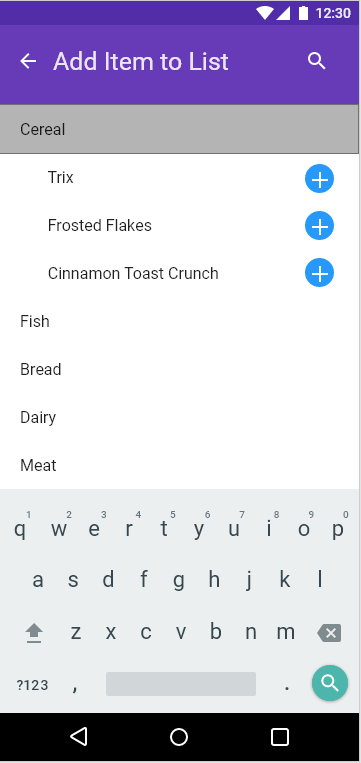 12:30
Add Item to List
Cereal
Trix
Frosted Flakes
Cinnamon Toast Crunch
Fish
Bread
Dairy
Meat
1 2 3 4 5 6 7 8 9 0
q w e r t y u i o p
a s d f g h j k l
z x c v b n m
?123 , .